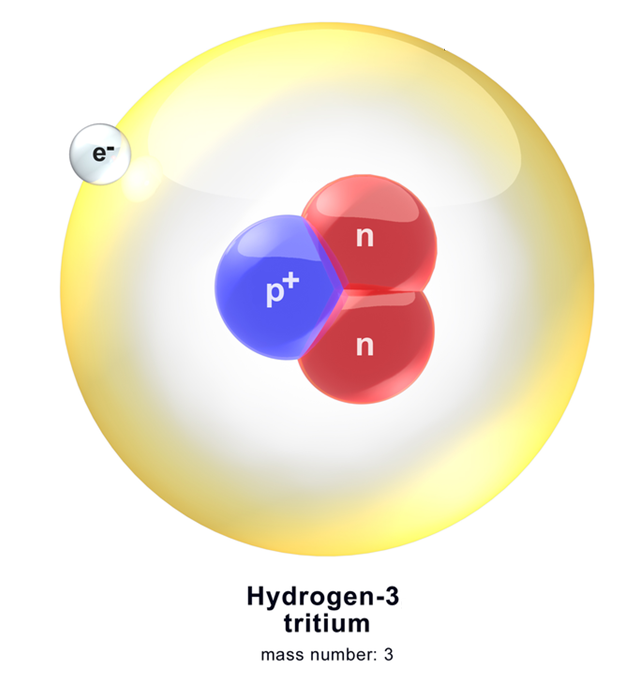 e-
n
p+
n
Hydrogen-3
tritium
mass number: 3